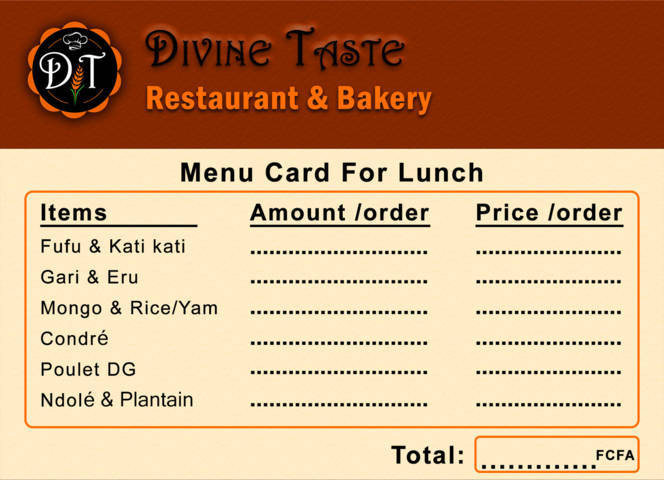 DT
Divine Taste
Restaurant & Bakery
Menu Card For Lunch
Items Amount /order Price /order
Fufu & Kati kati ............................ .......................
Gari & Eru ............................ .......................
Mongo & Rice/Yam ............................ .......................
Condré ............................ .......................
Poulet DG ............................ .......................
Ndolé & Plantain ............................ .......................
Total: .............FCFA